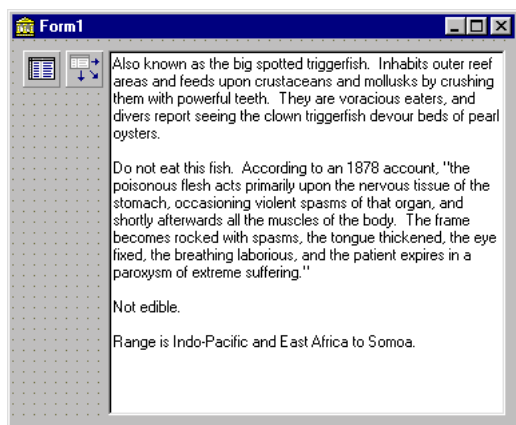 Form1
Also known as the big spotted triggerfish.  Inhabits outer reef
areas and feeds upon crustaceans and mollusks by crushing
them with powerful teeth.  They are voracious eaters, and
divers report seeing the clown triggerfish devour beds of pearl
oysters.
Do not eat this fish.  According to an 1878 account, "the
poisonous flesh acts primarily upon the nervous tissue of the
stomach, occasioning violent spasms of that organ, and
shortly afterwards all the muscles of the body.  The frame
becomes rocked with spasms, the tongue thickened, the eye
fixed, the breathing laborious, and the patient expires in a
paroxysm of extreme suffering."
Not edible.
Range is Indo-Pacific and East Africa to Somoa.